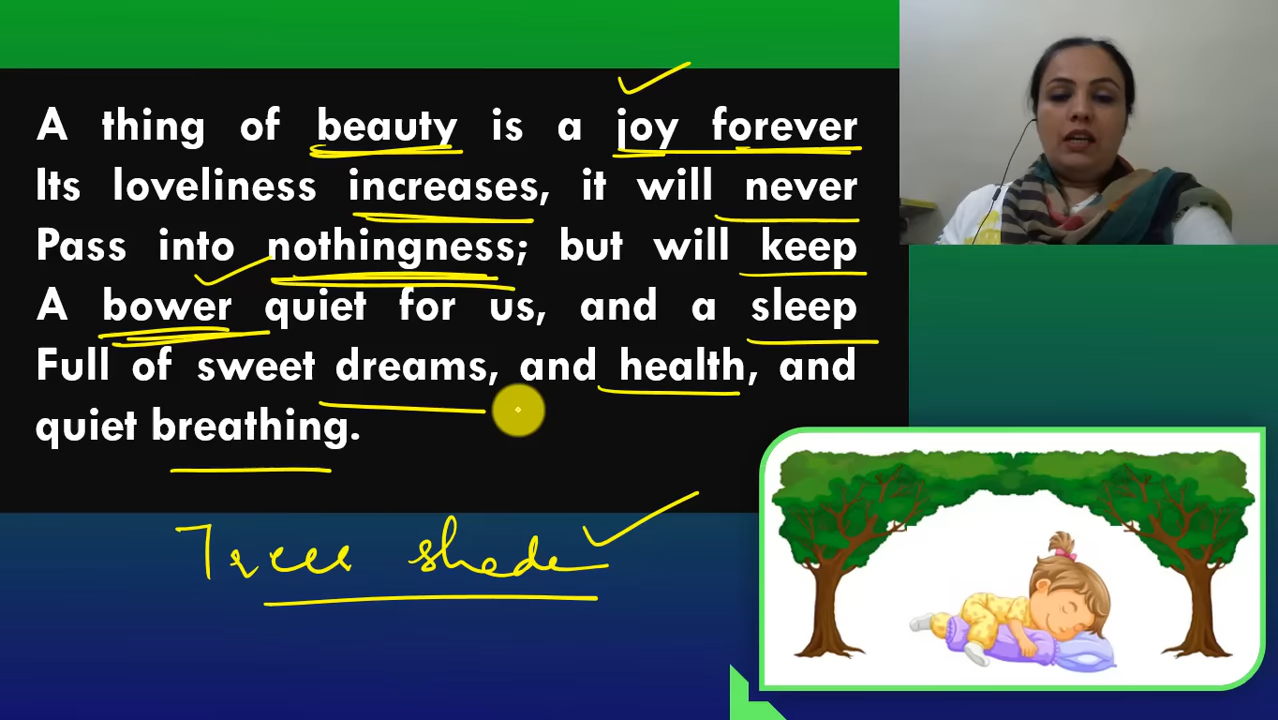 A thing of beauty is a joy forever
Its loveliness increases, it will never
Pass into nothingness; but will keep
A bower quiet for us, and a sleep
Full of sweet dreams, and health, and
quiet breathing.
Trees shade